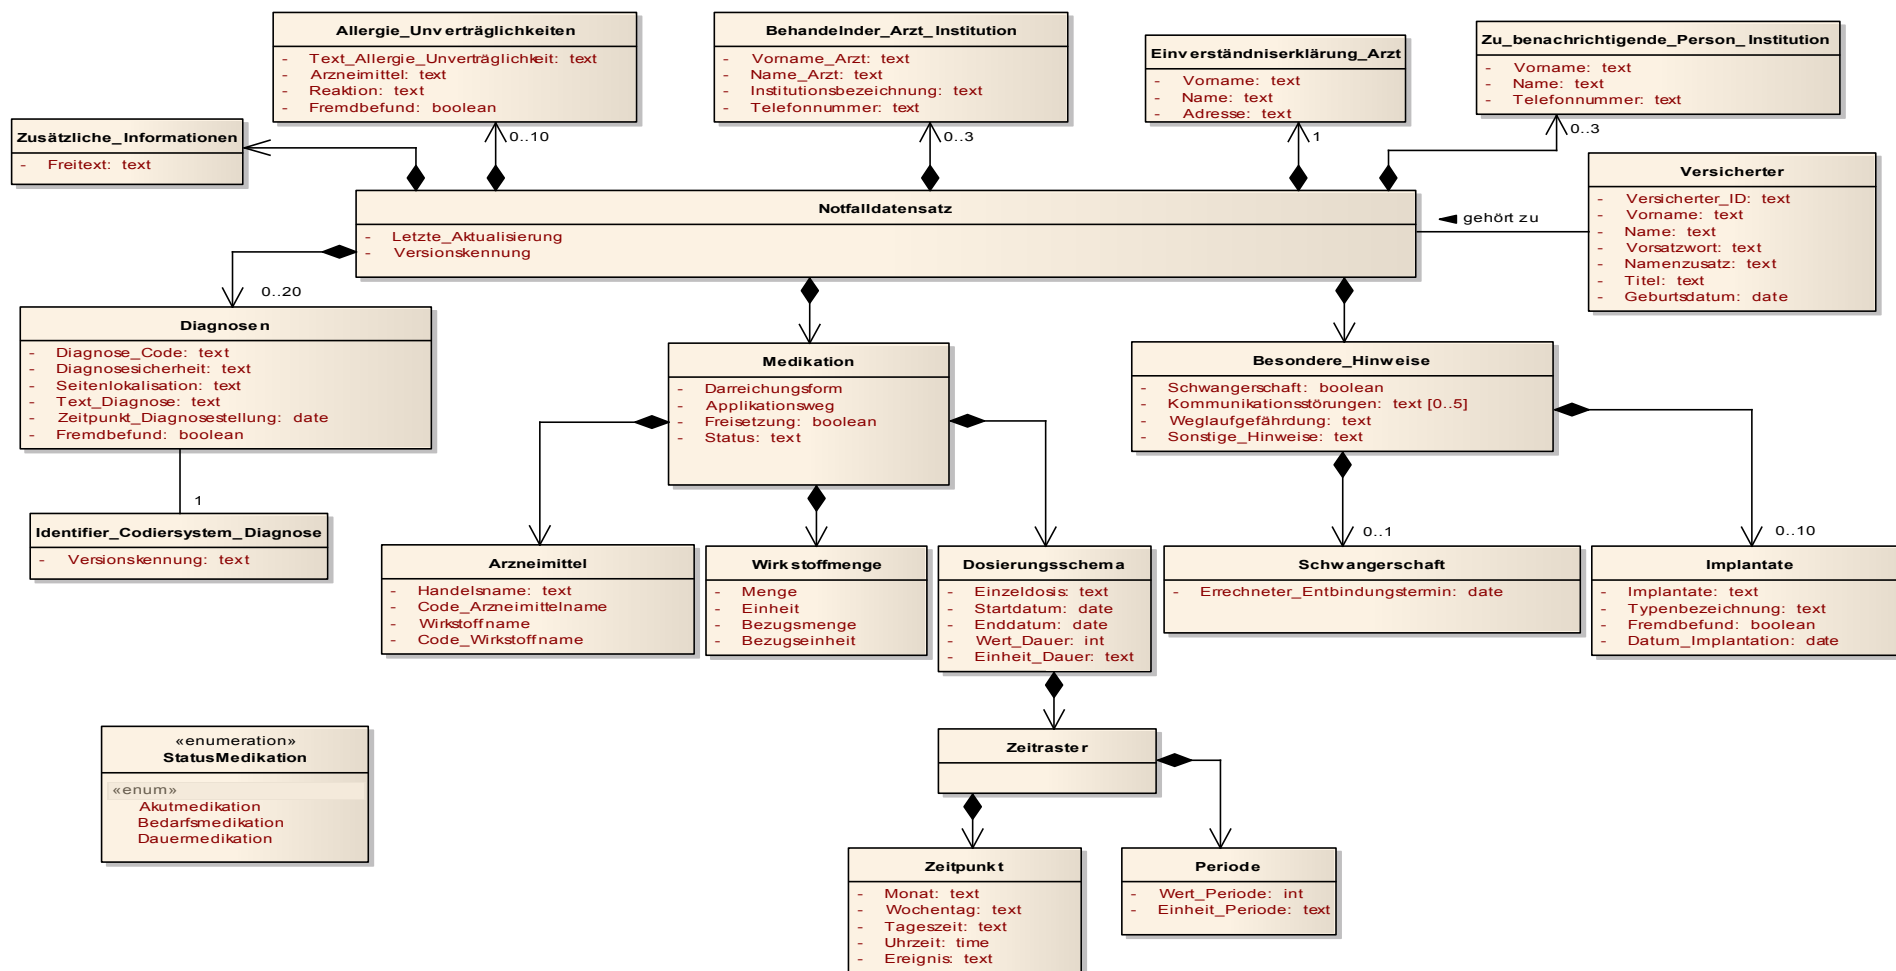 Allergie_Unverträglichkeiten
- Text_Allergie_Unverträglichkeit: text
- Arzneimittel: text
- Reaktion: text
- Fremdbefund: boolean
Behandelnder_Arzt_Institution
- Vorname_Arzt: text
- Name_Arzt: text
- Institutionsbezeichnung: text
- Telefonnummer: text
Einverständniserklärung_Arzt
- Vorname: text
- Name: text
- Adresse: text
Zu_benachrichtigende_Person_Institution
- Vorname: text
- Name: text
- Telefonnummer: text
Zusätzliche_Informationen
- Freitext: text
0..10
0..3
1
0..3
Versicherter
- Versicherter_ID: text
- Vorname: text
- Name: text
- Vorsatzwort: text
- Namenzusatz: text
- Titel: text
- Geburtsdatum: date
Notfalldatensatz
- Letzte_Aktualisierung
- Versionskennung
gehört zu
0..20
Diagnosen
- Diagnose_Code: text
- Diagnosesicherheit: text
- Seitenlokalisation: text
- Text_Diagnose: text
- Zeitpunkt_Diagnosestellung: date
- Fremdbefund: boolean
Medikation
- Darreichungsform
- Applikationsweg
- Freisetzung: boolean
- Status: text
Besondere_Hinweise
- Schwangerschaft: boolean
- Kommunikationsstörungen: text [0..5]
- Weglaufgefährdung: text
- Sonstige_Hinweise: text
1
Identifier_Codiersystem_Diagnose
- Versionskennung: text
0..1
0..10
Arzneimittel
- Handelsname: text
- Code_Arzneimittelname
- Wirkstoffname
- Code_Wirkstoffname
Wirkstoffmenge
- Menge
- Einheit
- Bezugsmenge
- Bezugseinheit
Dosierungsschema
- Einzeldosis: text
- Startdatum: date
- Enddatum: date
- Wert_Dauer: int
- Einheit_Dauer: text
Schwangerschaft
- Errechneter_Entbindungstermin: date
Implantate
- Implantate: text
- Typenbezeichnung: text
- Fremdbefund: boolean
- Datum_Implantation: date
«enumeration»
StatusMedikation
«enum»
Akutmedikation
Bedarfsmedikation
Dauermedikation
Zeitraster
Zeitpunkt
- Monat: text
- Wochentag: text
- Tageszeit: text
- Uhrzeit: time
- Ereignis: text
Periode
- Wert_Periode: int
- Einheit_Periode: text